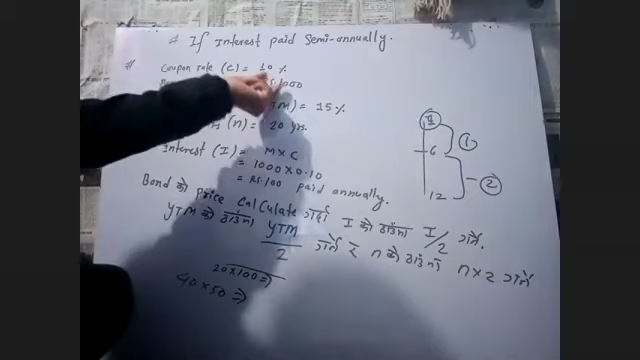 # If Interest paid Semi-annually.
# Coupon rate (C) = 10 %
1000
TM) = 15 %
(n) = 20 yrs.
Interest (I) = M x C
= 1000 x 0.10
= RS. 100 paid annually.
Bond को Price Calculate गर्दा I को ठाउँमा I/2 गर्ने.
YTM को ठाउँमा YTM/2 गर्ने र n को ठाउँमा n x 2 गर्ने
20 x 100 =>
40 x 50 =>
6
12
①
②